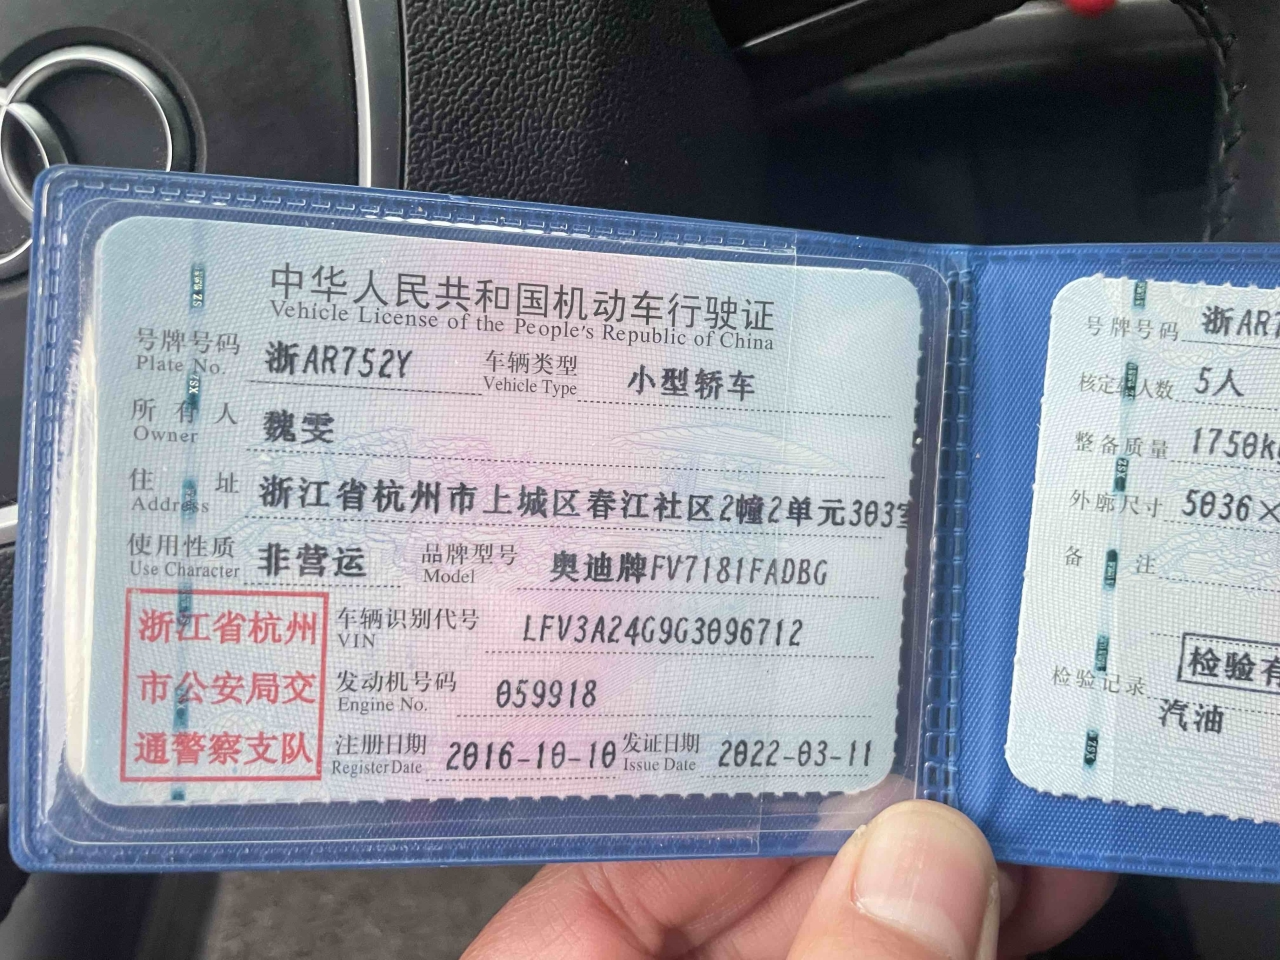 中华人民共和国机动车行驶证
Vehicle License of the People's Republic of China
号牌号码 浙AR752Y 车辆类型 小型轿车
Plate No. Vehicle Type
所有人 魏雯
Owner
住址 浙江省杭州市上城区春江社区2幢2单元303室
Address
使用性质 非营运 品牌型号 奥迪牌FV7181FADBG
Use Character Model
浙江省杭州
市公安局交
通警察支队
车辆识别代号 LFV3A24G9G3096712
VIN
发动机号码 059918
Engine No.
注册日期 2016-10-10 发证日期 2022-03-11
Register Date Issue Date
号牌号码 浙AR7
核定载人数 5人
整备质量 1750k
外廓尺寸 5036×
备注
检验记录 检验有
汽油